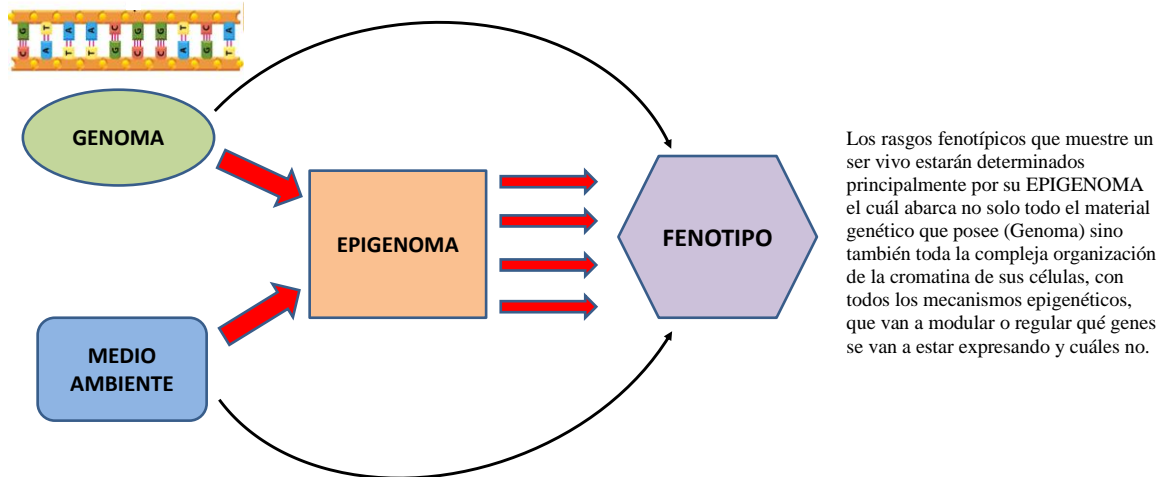 C G T T G C C A G T
G A A A C G G T C A
GENOMA
EPIGENOMA
FENOTIPO
MEDIO
AMBIENTE
Los rasgos fenotípicos que muestre un
ser vivo estarán determinados
principalmente por su EPIGENOMA
el cuál abarca no solo todo el material
genético que posee (Genoma) sino
también toda la compleja organización
de la cromatina de sus células, con
todos los mecanismos epigenéticos,
que van a modular o regular qué genes
se van a estar expresando y cuáles no.